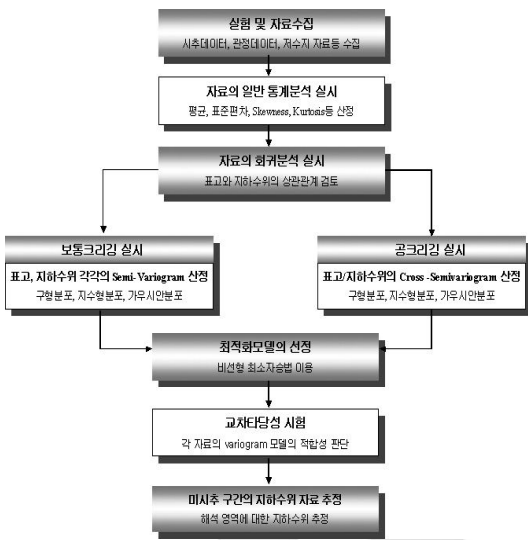 실험 및 자료수집
시추데이터, 관정데이터, 저수지 자료등 수집
자료의 일반 통계분석 실시
평균, 표준편차, Skewness, Kurtosis등 산정
자료의 회귀분석 실시
표고와 지하수위의 상관관계 검토
보통크리깅 실시
표고, 지하수위 각각의 Semi-Variogram 산정
구형분포, 지수형분포, 가우시안분포
공크리깅 실시
표고/지하수위의 Cross -Semivariogram 산정
구형분포, 지수형분포, 가우시안분포
최적화모델의 선정
비선형 최소자승법 이용
교차타당성 시험
각 자료의 variogram 모델의 적합성 판단
미시추 구간의 지하수위 자료 추정
해석 영역에 대한 지하수위 추정